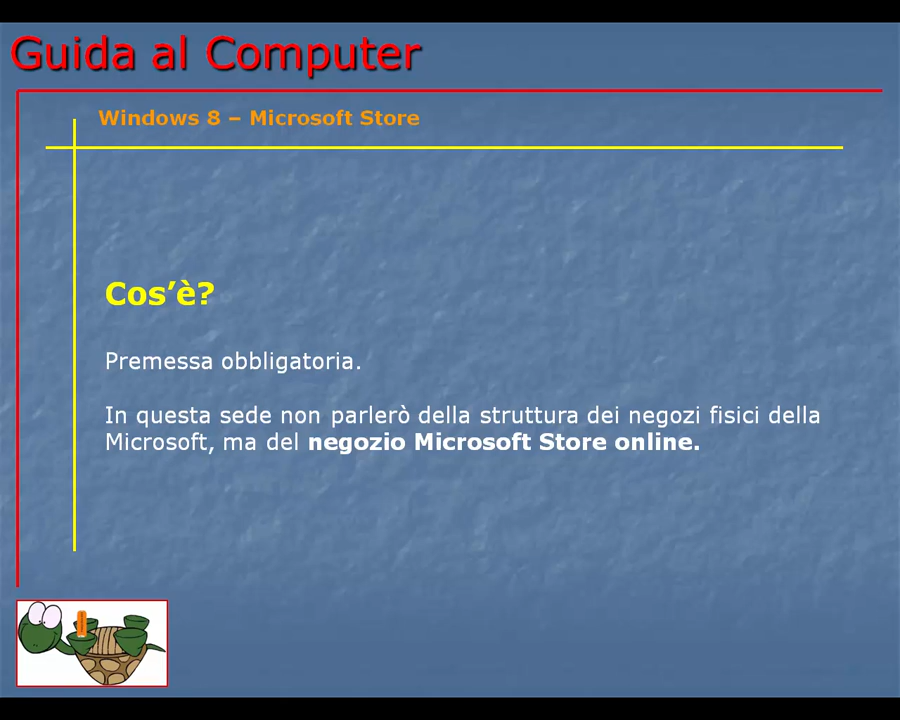 Guida al Computer
Windows 8 – Microsoft Store
Cos’è?
Premessa obbligatoria.
In questa sede non parlerò della struttura dei negozi fisici della
Microsoft, ma del negozio Microsoft Store online.